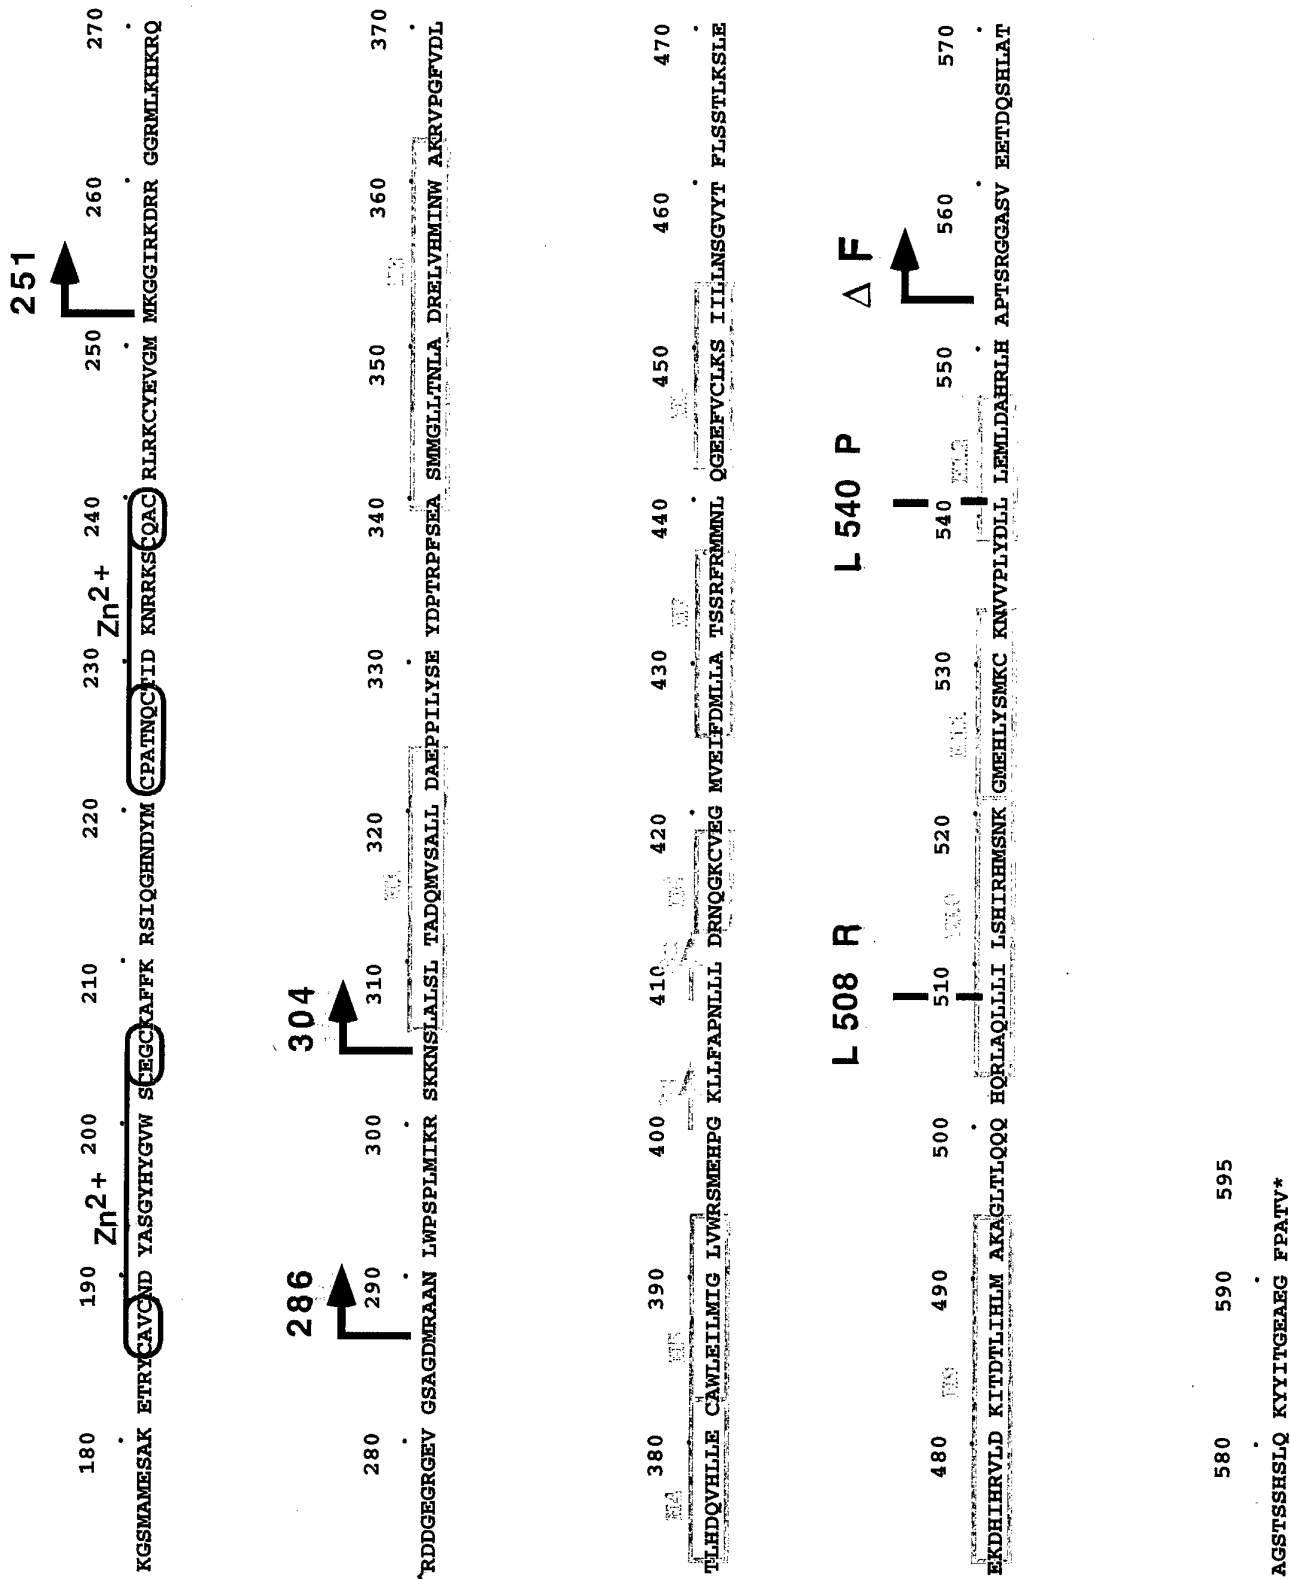 251
Zn2+ Zn2+
180 190 200 210 220 230 240 250 260 270
KGSMAMESAK ETRYCAVCND YASGYHYGVW SCEGCKAFFK RSIQGHNDYM CPATNQCTID KNRRKSCQAC RLRKCYEVGM MKGGIRKDRR GGRMLKHKRQ
286 304
280 290 300 310 320 330 340 350 360 370
RDDGEGRGEV GSAGDMRAAN LWPSPLMIKR SKKNSLALSL TADQMVSALL DAEPPILYSE YDPTRPFSEA SMMGLLTNLA DRELVHMINW AKRVPGFVDL
380 390 400 410 420 430 440 450 460 470
TLHDQVHLLE CAWLEILMIG LVWRSMEHPG KLLFAPNLLL DRNQGKCVEG MVEIFDMLLA TSSRFRMMNL QGEEFVCLKS IILLNSGVYT FLSSTLKSLE
L 508 R L 540 P △ F
480 490 500 510 520 530 540 550 560 570
EKDHIHRVLD KITDTLIHLM AKAGLTLQQQ HQRLAQLLLI LSHIRHMSNK GMEHLYSMKC KNVVPLYDLL LEMLDAHRLH APTSRGGASV EETDQSHLAT
580 590 595
AGSTSSHSLQ KYYITGEAEG FPATV*